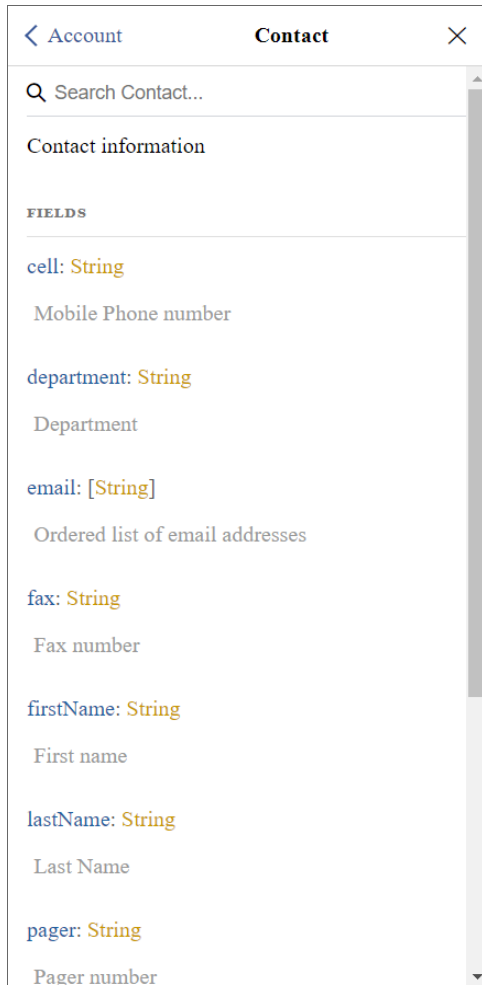 Account
Contact
Search Contact...
Contact information
FIELDS
cell: String
Mobile Phone number
department: String
Department
email: [String]
Ordered list of email addresses
fax: String
Fax number
firstName: String
First name
lastName: String
Last Name
pager: String
Pager number